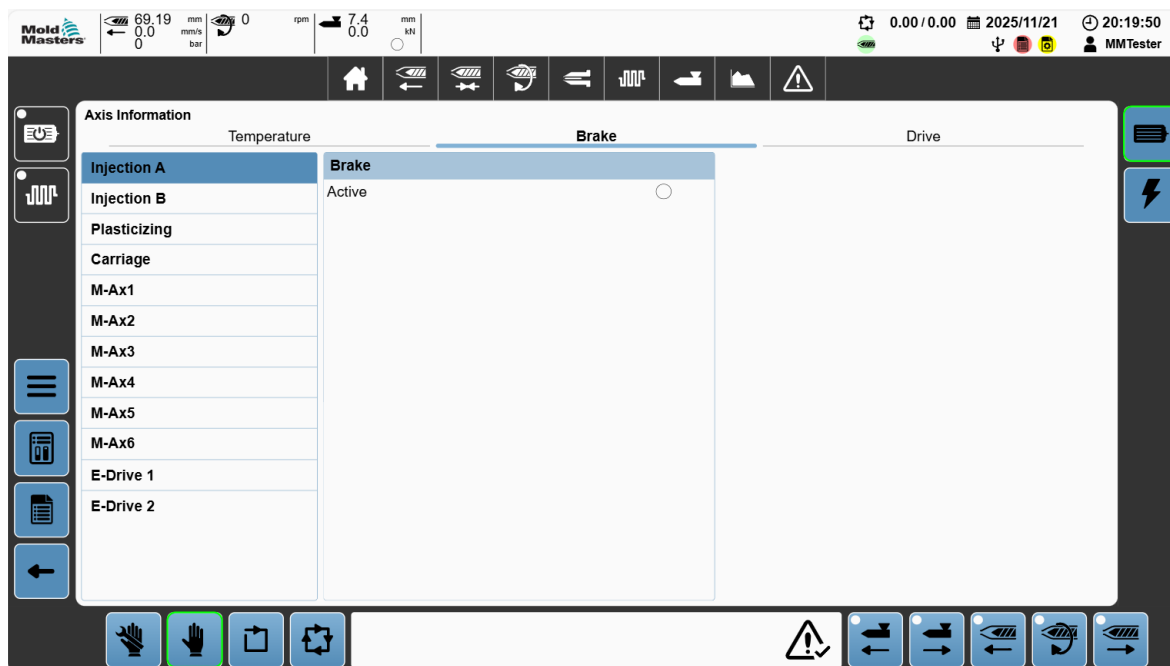 Mold
Masters
69.19 mm
0.0 mm/s
0 bar
0 rpm
7.4 mm
0.0 kN
0.00 / 0.00
2025/11/21
20:19:50
MMTester
Axis Information
Temperature
Brake
Drive
Injection A
Injection B
Plasticizing
Carriage
M-Ax1
M-Ax2
M-Ax3
M-Ax4
M-Ax5
M-Ax6
E-Drive 1
E-Drive 2
Brake
Active